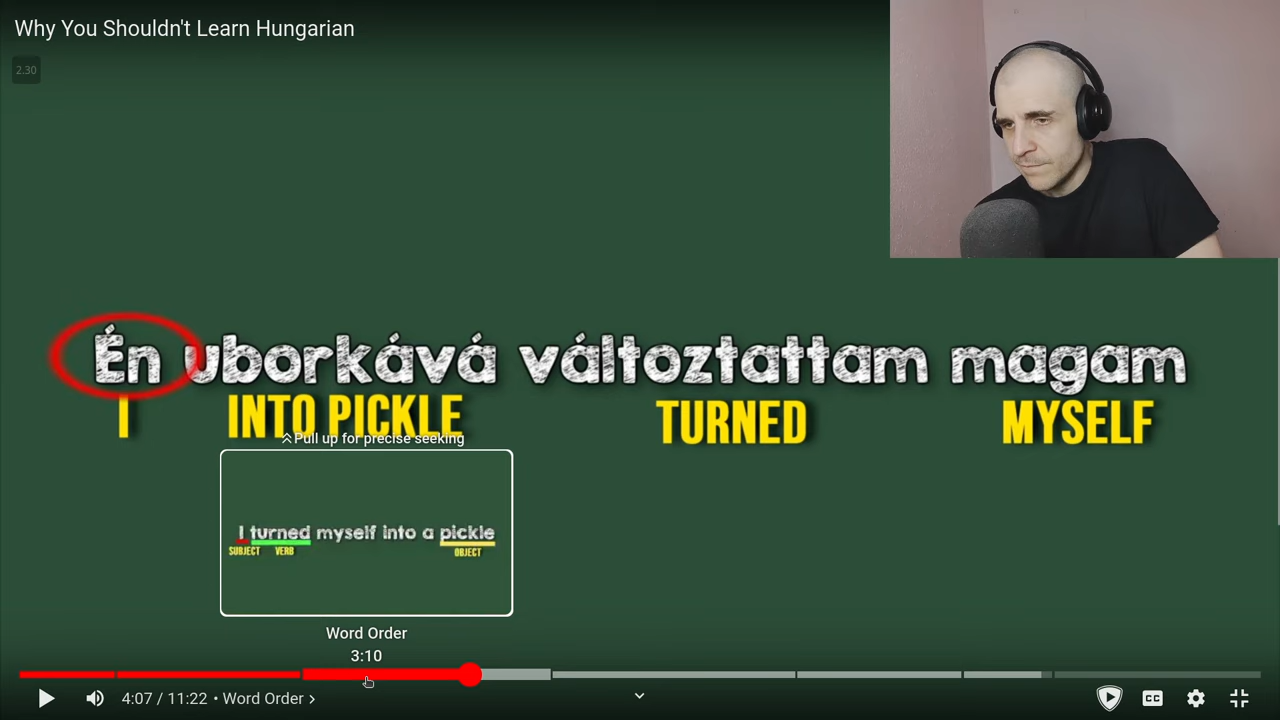 Why You Shouldn't Learn Hungarian
2.30
Én uborkává változtattam magam
I INTO PICKLE TURNED MYSELF
Pull up for precise seeking
I turned myself into a pickle
SUBJECT VERB OBJECT
Word Order
3:10
4:07 / 11:22 • Word Order ›
CC